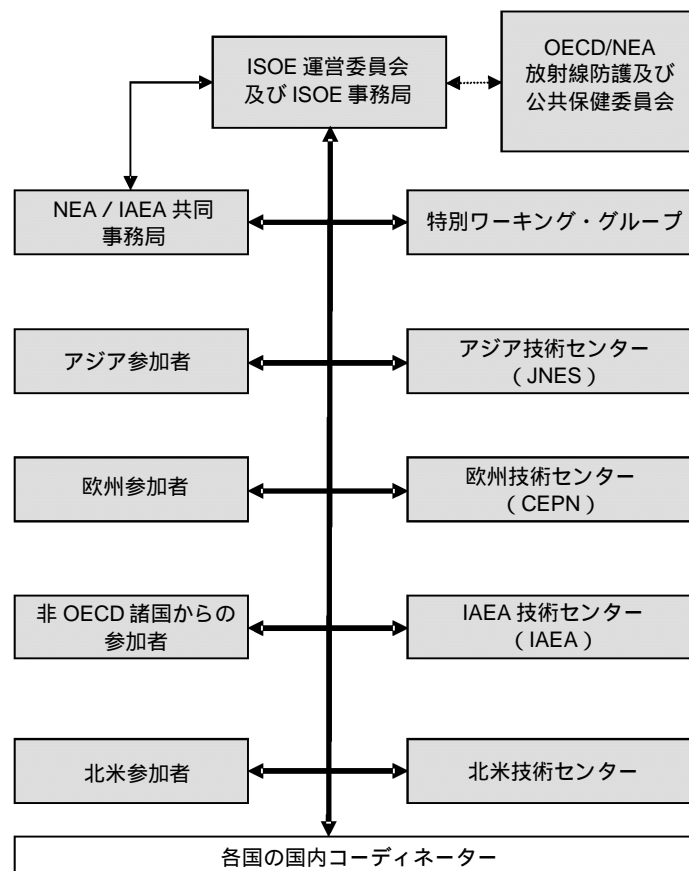 ISOE 運営委員会
及び ISOE 事務局
OECD/NEA
放射線防護及び
公共保健委員会
NEA / IAEA 共同
事務局
特別ワーキング・グループ
アジア参加者
アジア技術センター
( JNES )
欧州参加者
欧州技術センター
( CEPN )
非 OECD 諸国からの
参加者
IAEA 技術センター
( IAEA )
北米参加者
北米技術センター
各国の国内コーディネーター